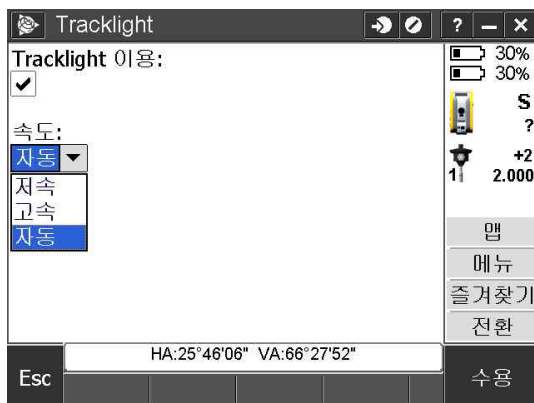 Tracklight
? – ×
Tracklight 이용:
속도:
자동
저속
고속
자동
30%
30%
S
?
+2
1 2.000
맵
메뉴
즐겨찾기
전환
HA:25°46'06" VA:66°27'52"
Esc
수용